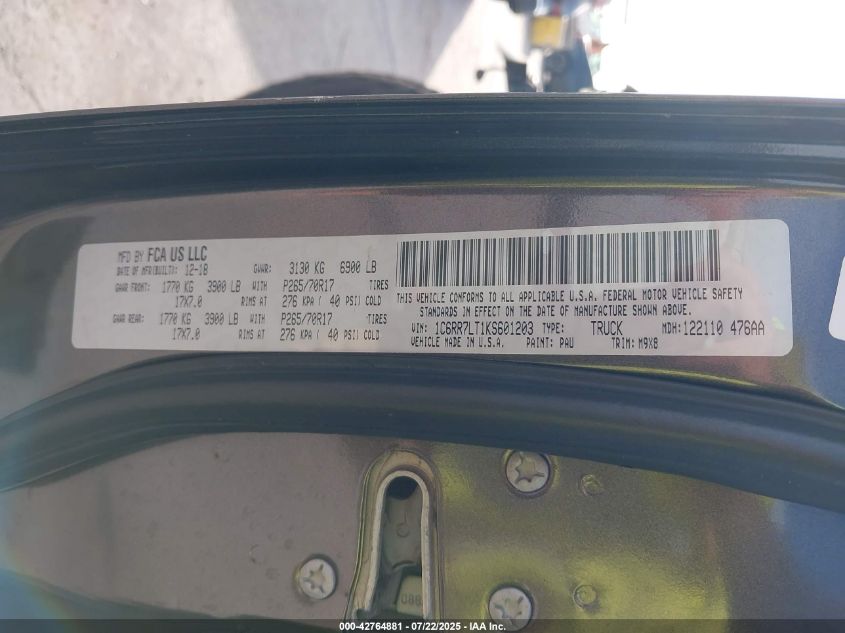 MFD BY FCA US LLC
DATE OF MFR(BUILT): 12-18 GVWR: 3130 KG 6900 LB
GAWR FRONT: 1770 KG 3900 LB WITH P265/70R17 TIRES
17X7.0 RIMS AT 276 KPA ( 40 PSI) COLD
GAWR REAR: 1770 KG 3900 LB WITH P265/70R17 TIRES
17X7.0 RIMS AT 276 KPA ( 40 PSI) COLD
THIS VEHICLE CONFORMS TO ALL APPLICABLE U.S.A. FEDERAL MOTOR VEHICLE SAFETY
STANDARDS IN EFFECT ON THE DATE OF MANUFACTURE SHOWN ABOVE.
VIN: 1C6RR7LT1KS601203 TYPE: TRUCK MDH: 122110 476AA
VEHICLE MADE IN U.S.A. PAINT: PAU TRIM: M9X8
000-42764881 - 07/22/2025 - IAA Inc.